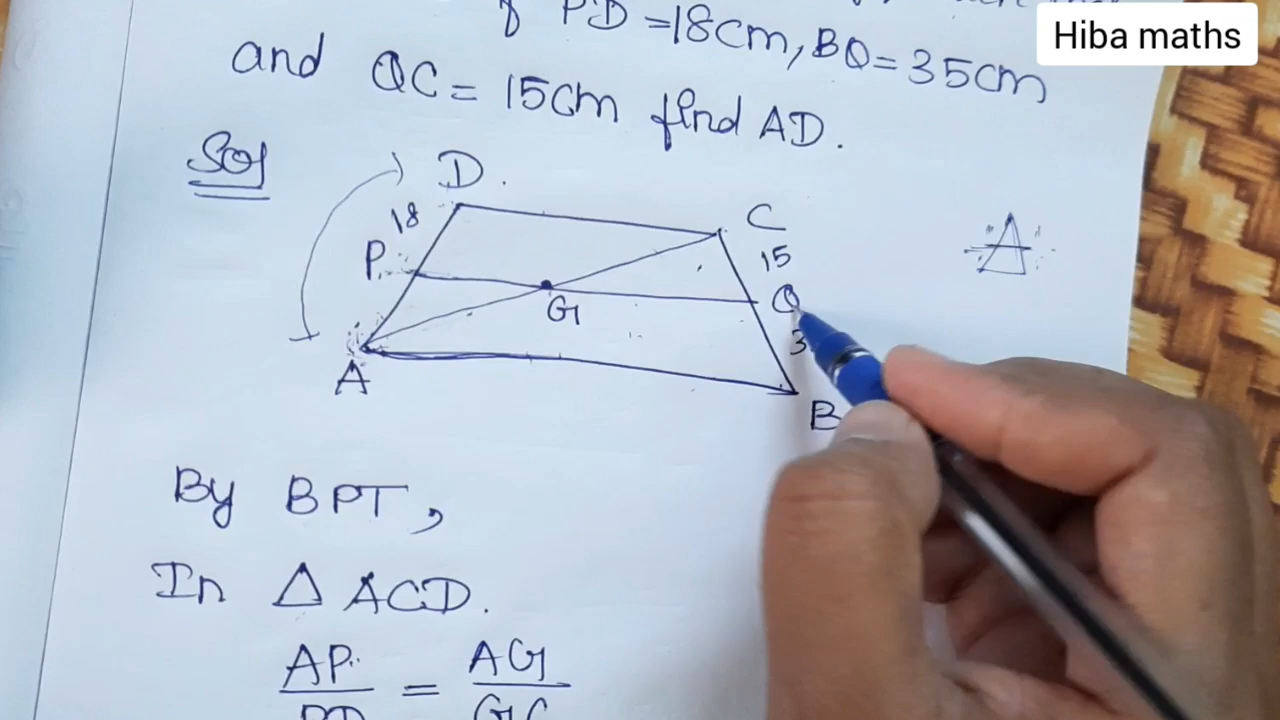 PD = 18cm, BQ = 35cm
Hiba maths
and QC = 15cm find AD.
Sol
D.
18
C
P.
15
Q
G
3
A
B
A
By BPT,
In △ ACD.
AP = AG
PD GC